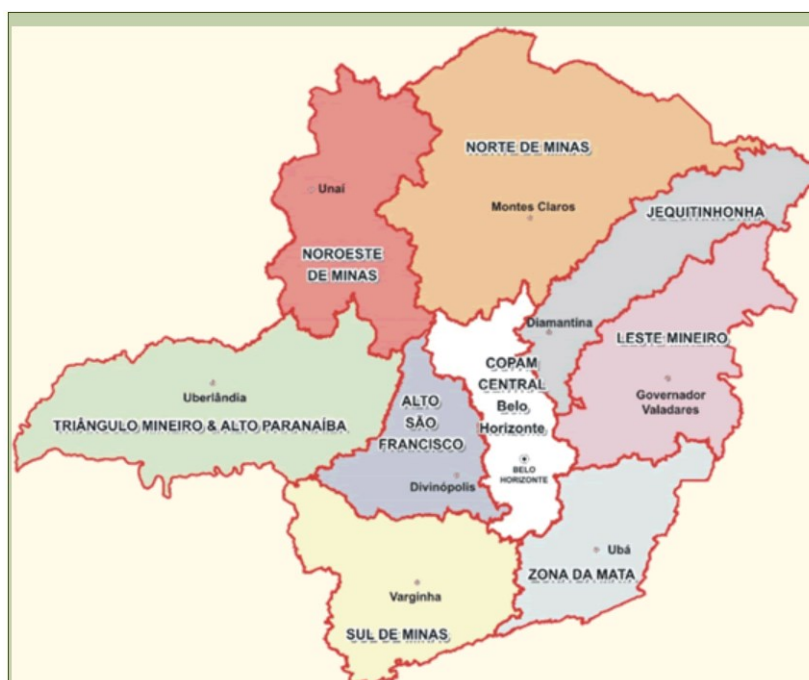 NORTE DE MINAS
Unaí
JEQUITINHONHA
Montes Claros
NOROESTE
DE MINAS
Diamantina
LESTE MINEIRO
COPAM
CENTRAL
Belo
Horizonte
Uberlândia
Governador
Valadares
ALTO
SÃO
FRANCISCO
TRIÂNGULO MINEIRO & ALTO PARANAÍBA
BELO
HORIZONTE
Divinópolis
Ubá
ZONA DA MATA
Varginha
SUL DE MINAS